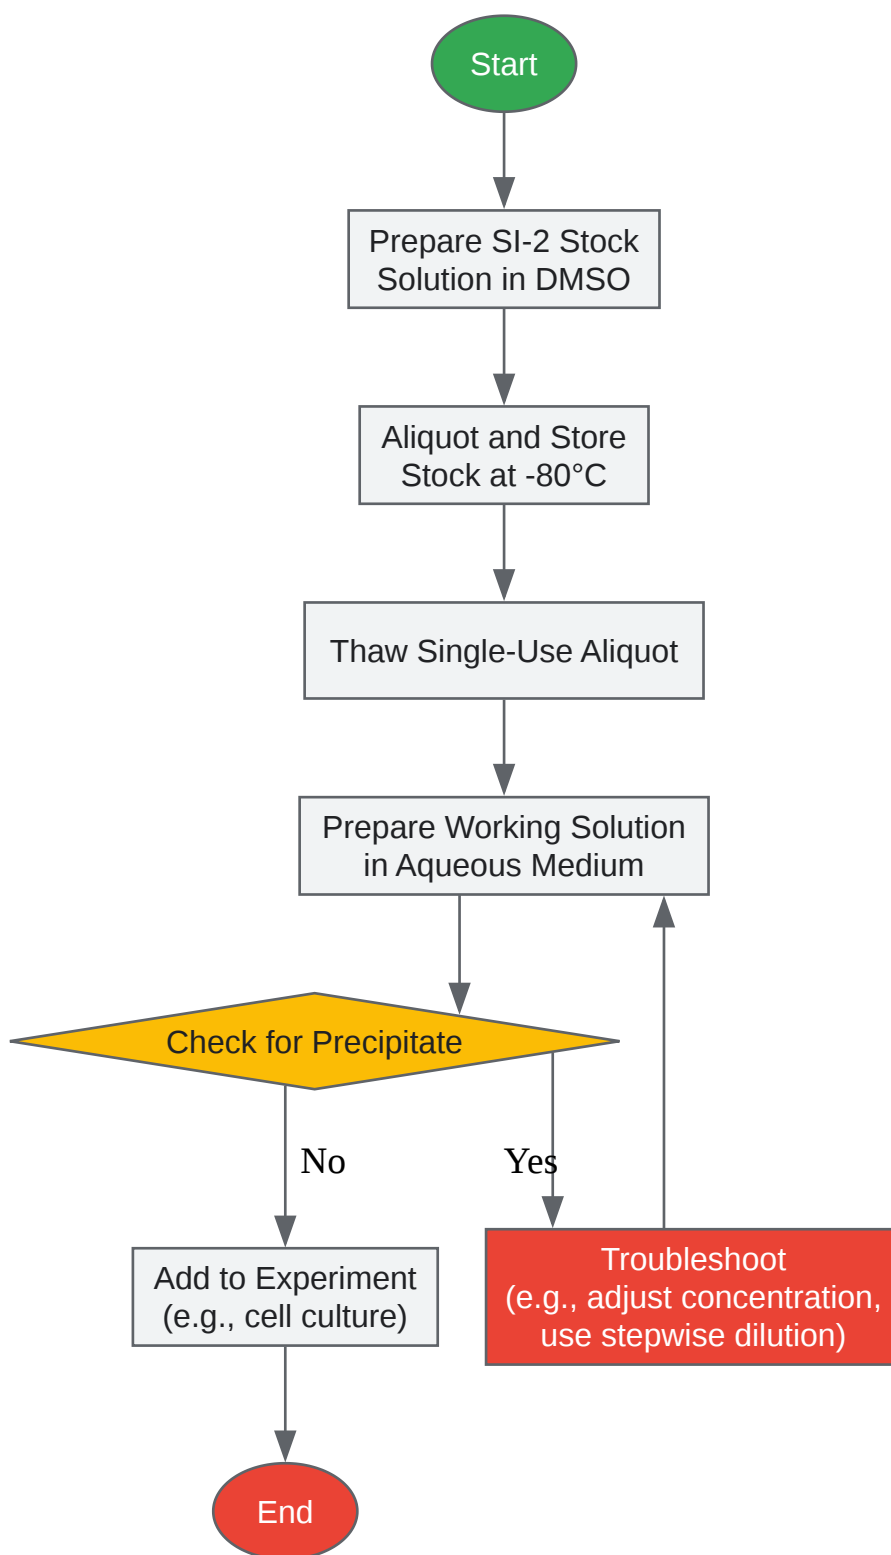 Start
Prepare SI-2 Stock
Solution in DMSO
Aliquot and Store
Stock at -80°C
Thaw Single-Use Aliquot
Prepare Working Solution
in Aqueous Medium
Check for Precipitate
No
Yes
Add to Experiment
(e.g., cell culture)
Troubleshoot
(e.g., adjust concentration,
use stepwise dilution)
End